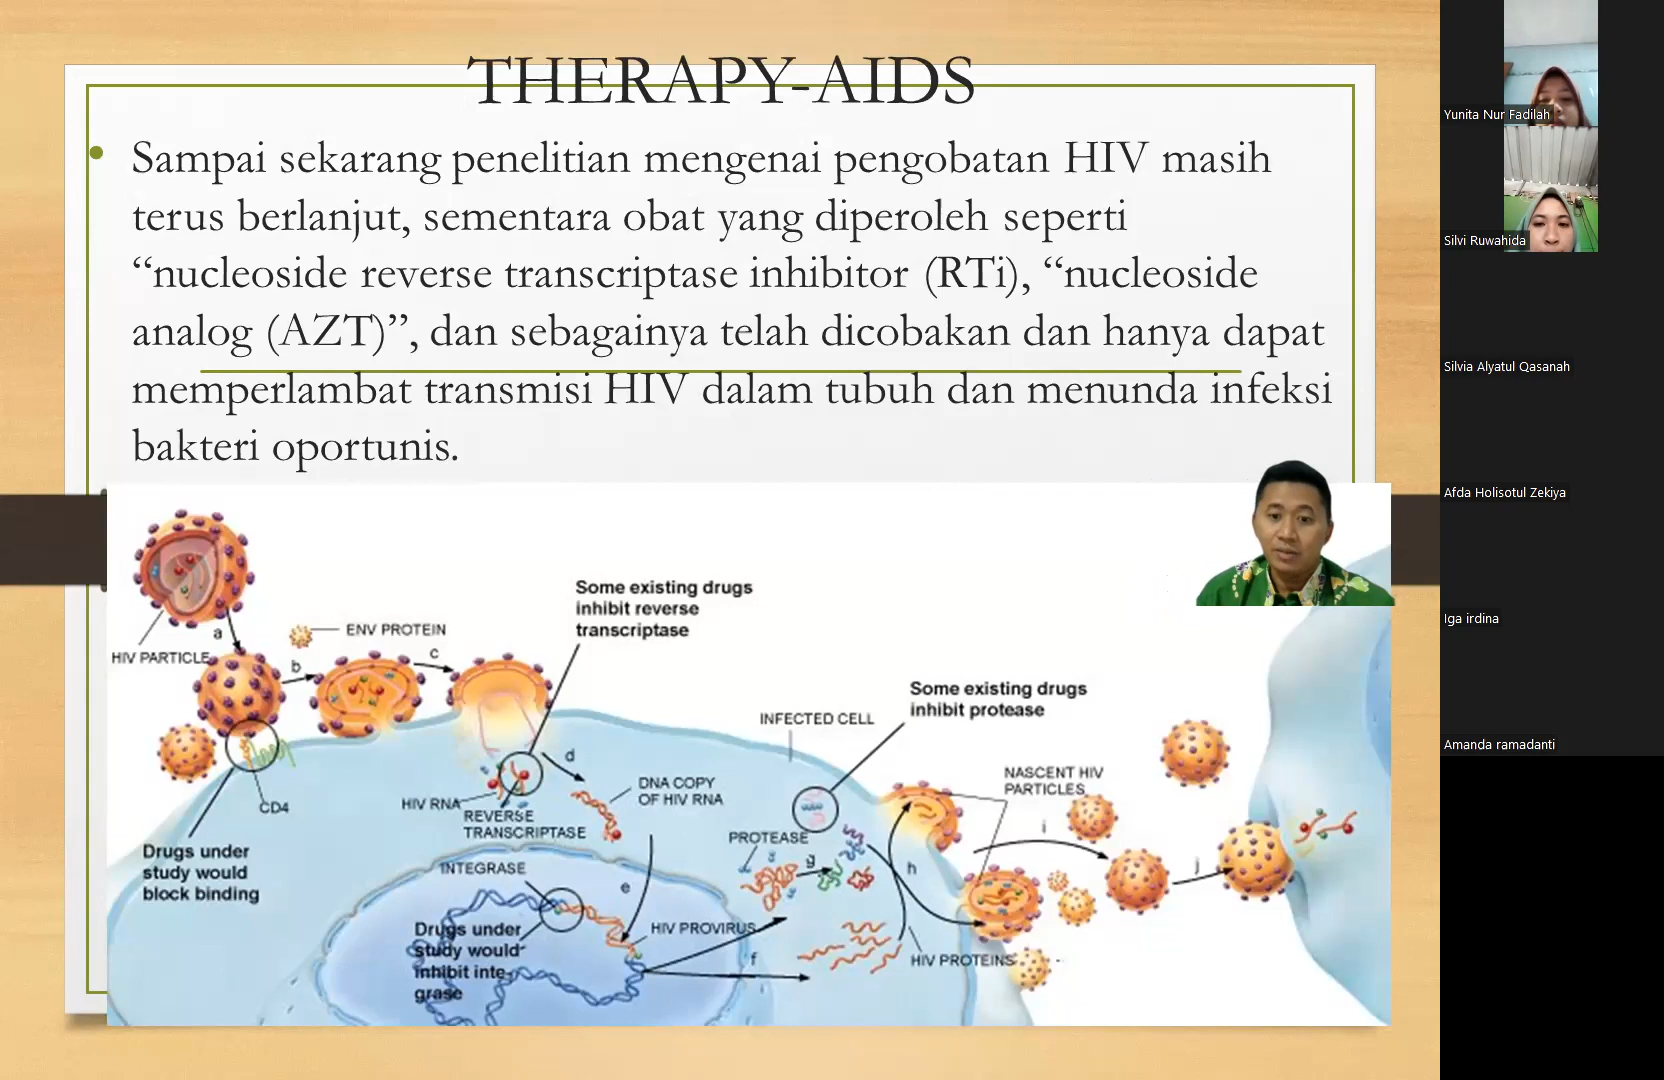 THERAPY-AIDS
Sampai sekarang penelitian mengenai pengobatan HIV masih
terus berlanjut, sementara obat yang diperoleh seperti
“nucleoside reverse transcriptase inhibitor (RTi), “nucleoside
analog (AZT)”, dan sebagainya telah dicobakan dan hanya dapat
memperlambat transmisi HIV dalam tubuh dan menunda infeksi
bakteri oportunis.
Some existing drugs
inhibit reverse
transcriptase
a
HIV PARTICLE
ENV PROTEIN
b
c
Some existing drugs
inhibit protease
INFECTED CELL
d
DNA COPY
OF HIV RNA
NASCENT HIV
PARTICLES
CD4
HIV RNA
REVERSE
TRANSCRIPTASE
PROTEASE
i
Drugs under
study would
block binding
INTEGRASE
e
g
h
j
Drugs under
study would
inhibit inte-
grase
HIV PROVIRUS
f
HIV PROTEINS
Yunita Nur Fadilah
Silvi Ruwahida
Silvia Alyatul Qasanah
Afda Holisotul Zekiya
Iga irdina
Amanda ramadanti